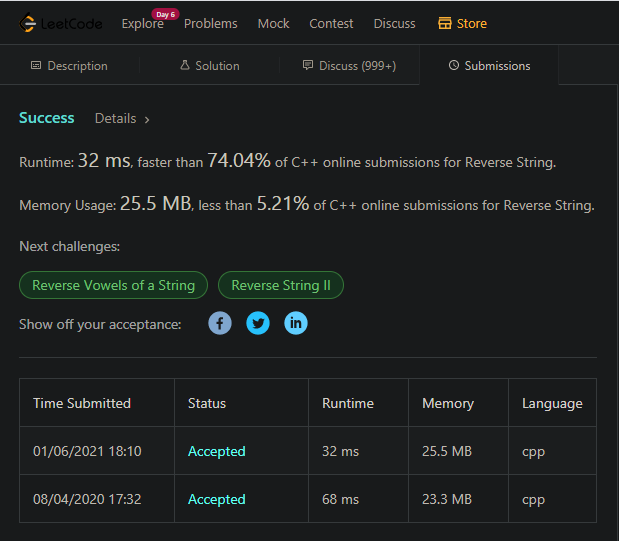 LeetCode Explore Day 6 Problems Mock Contest Discuss Store
Description Solution Discuss (999+) Submissions
Success Details >
Runtime: 32 ms, faster than 74.04% of C++ online submissions for Reverse String.
Memory Usage: 25.5 MB, less than 5.21% of C++ online submissions for Reverse String.
Next challenges:
Reverse Vowels of a String Reverse String II
Show off your acceptance: f in
Time Submitted Status Runtime Memory Language
01/06/2021 18:10 Accepted 32 ms 25.5 MB cpp
08/04/2020 17:32 Accepted 68 ms 23.3 MB cpp